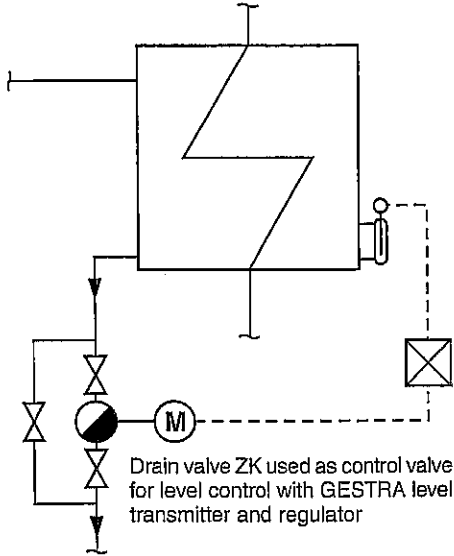 M
Drain valve ZK used as control valve
for level control with GESTRA level
transmitter and regulator